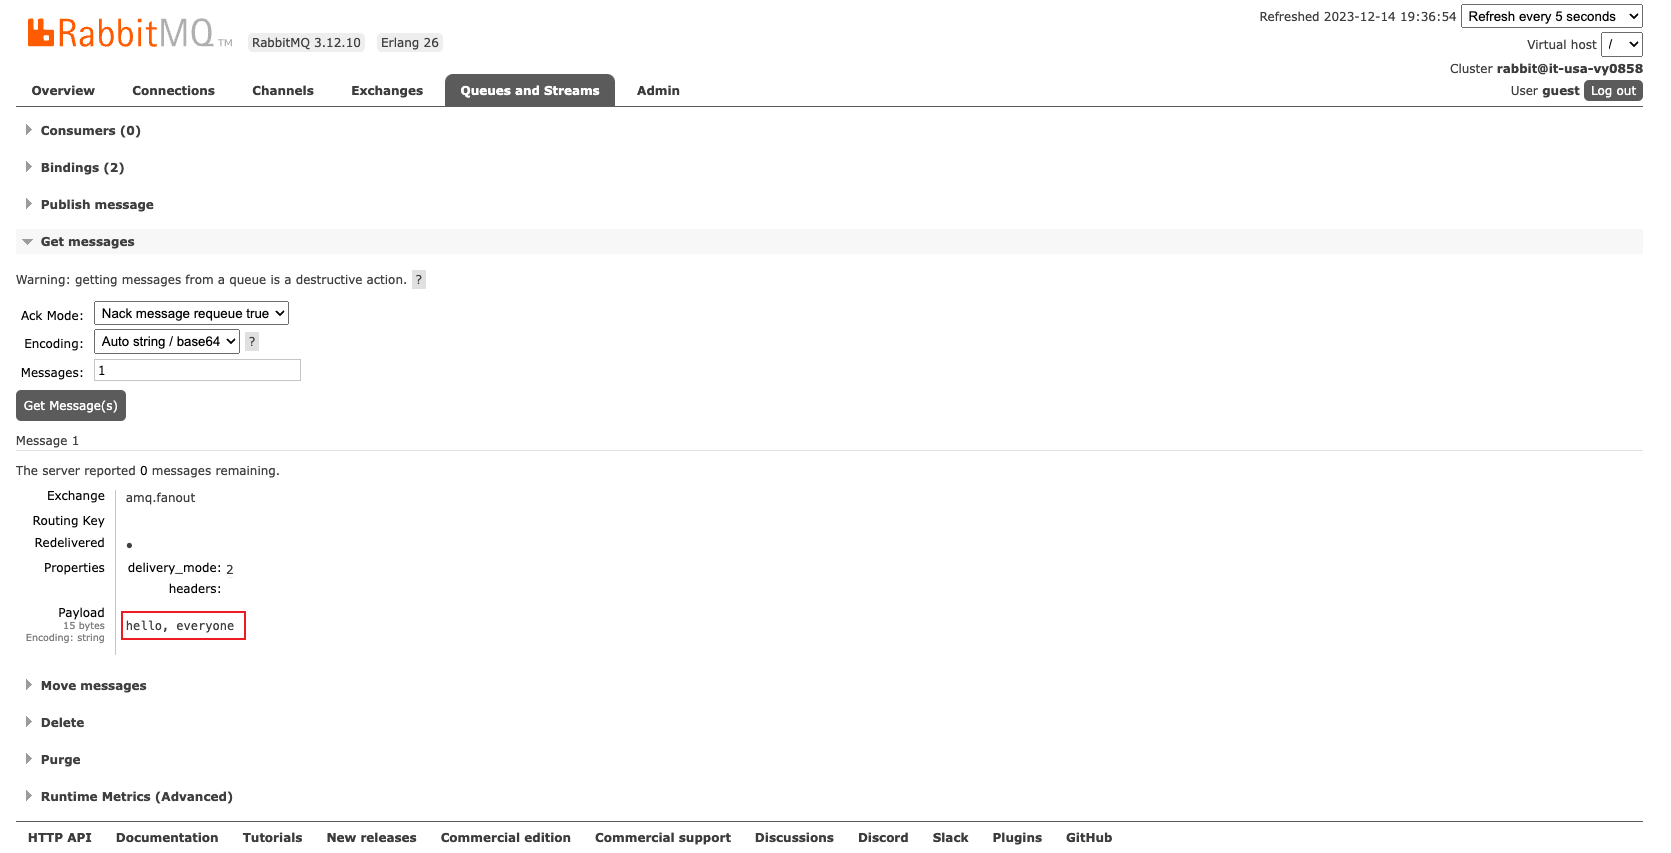 RabbitMQ TM RabbitMQ 3.12.10 Erlang 26
Refreshed 2023-12-14 19:36:54 Refresh every 5 seconds
Virtual host /
Cluster rabbit@it-usa-vy0858
User guest Log out
Overview Connections Channels Exchanges Queues and Streams Admin
Consumers (0)
Bindings (2)
Publish message
Get messages
Warning: getting messages from a queue is a destructive action. ?
Ack Mode: Nack message requeue true
Encoding: Auto string / base64 ?
Messages: 1
Get Message(s)
Message 1
The server reported 0 messages remaining.
Exchange amq.fanout
Routing Key
Redelivered ●
Properties delivery_mode: 2
headers:
Payload
15 bytes
Encoding: string
hello, everyone
Move messages
Delete
Purge
Runtime Metrics (Advanced)
HTTP API Documentation Tutorials New releases Commercial edition Commercial support Discussions Discord Slack Plugins GitHub